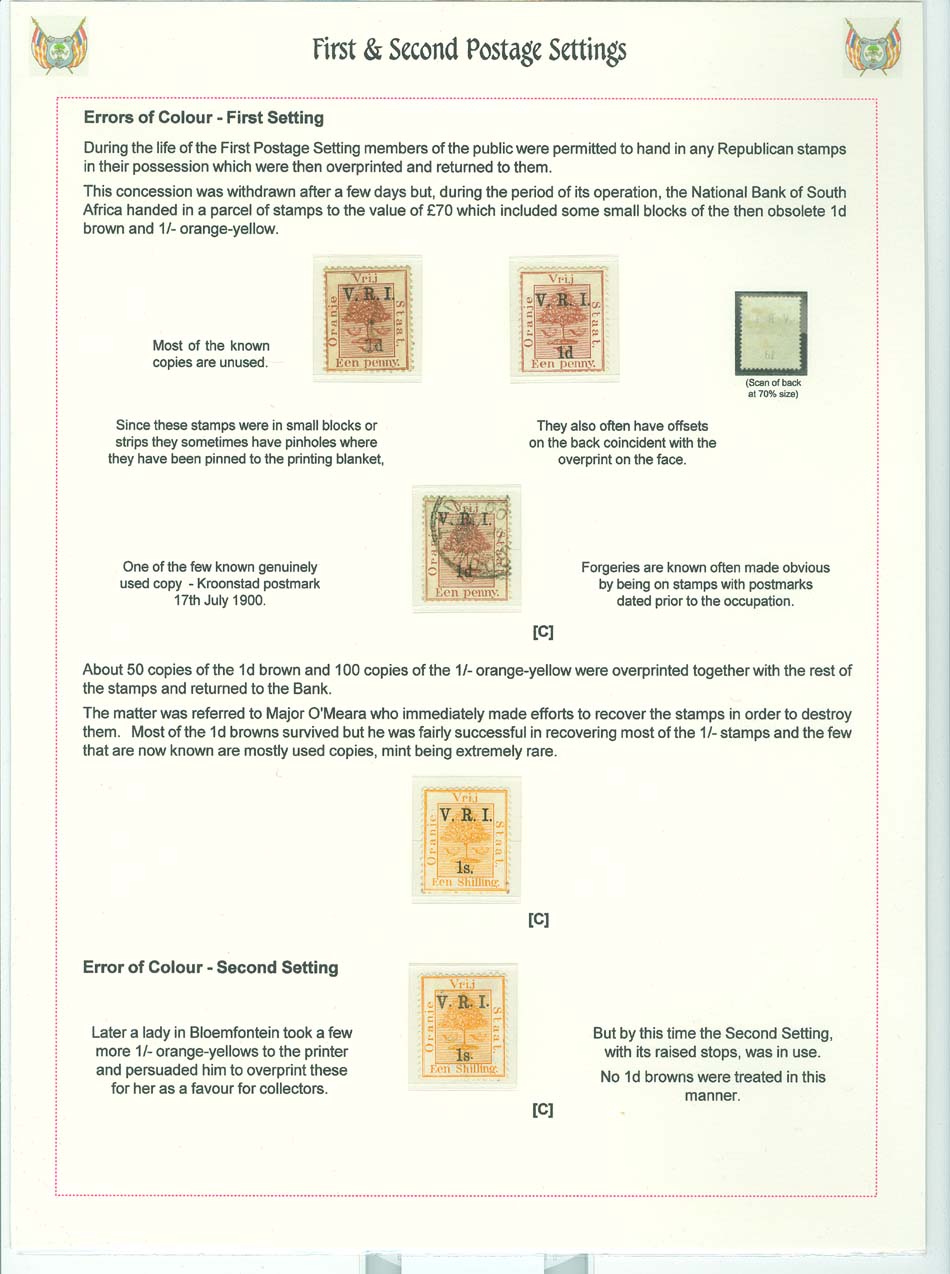 First & Second Postage Settings
Errors of Colour - First Setting
During the life of the First Postage Setting members of the public were permitted to hand in any Republican stamps
in their possession which were then overprinted and returned to them.
This concession was withdrawn after a few days but, during the period of its operation, the National Bank of South
Africa handed in a parcel of stamps to the value of £70 which included some small blocks of the then obsolete 1d
brown and 1/- orange-yellow.
Vrij
V. R. I.
Oranje
Staat.
1d
Een penny.
Vrij
V. R. I.
Oranje
Staat.
1d
Een penny.
Most of the known
copies are unused.
(Scan of back
at 70% size)
Since these stamps were in small blocks or
strips they sometimes have pinholes where
they have been pinned to the printing blanket,
They also often have offsets
on the back coincident with the
overprint on the face.
Vrij
V. R. I.
Oranje
Staat.
1d
Een penny.
One of the few known genuinely
used copy - Kroonstad postmark
17th July 1900.
Forgeries are known often made obvious
by being on stamps with postmarks
dated prior to the occupation.
[C]
About 50 copies of the 1d brown and 100 copies of the 1/- orange-yellow were overprinted together with the rest of
the stamps and returned to the Bank.
The matter was referred to Major O'Meara who immediately made efforts to recover the stamps in order to destroy
them. Most of the 1d browns survived but he was fairly successful in recovering most of the 1/- stamps and the few
that are now known are mostly used copies, mint being extremely rare.
Vrij
V. R. I.
Oranje
Staat.
1s.
Een Shilling.
[C]
Error of Colour - Second Setting
Vrij
V. R. I.
Oranje
Staat.
1s.
Een Shilling.
Later a lady in Bloemfontein took a few
more 1/- orange-yellows to the printer
and persuaded him to overprint these
for her as a favour for collectors.
But by this time the Second Setting,
with its raised stops, was in use.
No 1d browns were treated in this
manner.
[C]